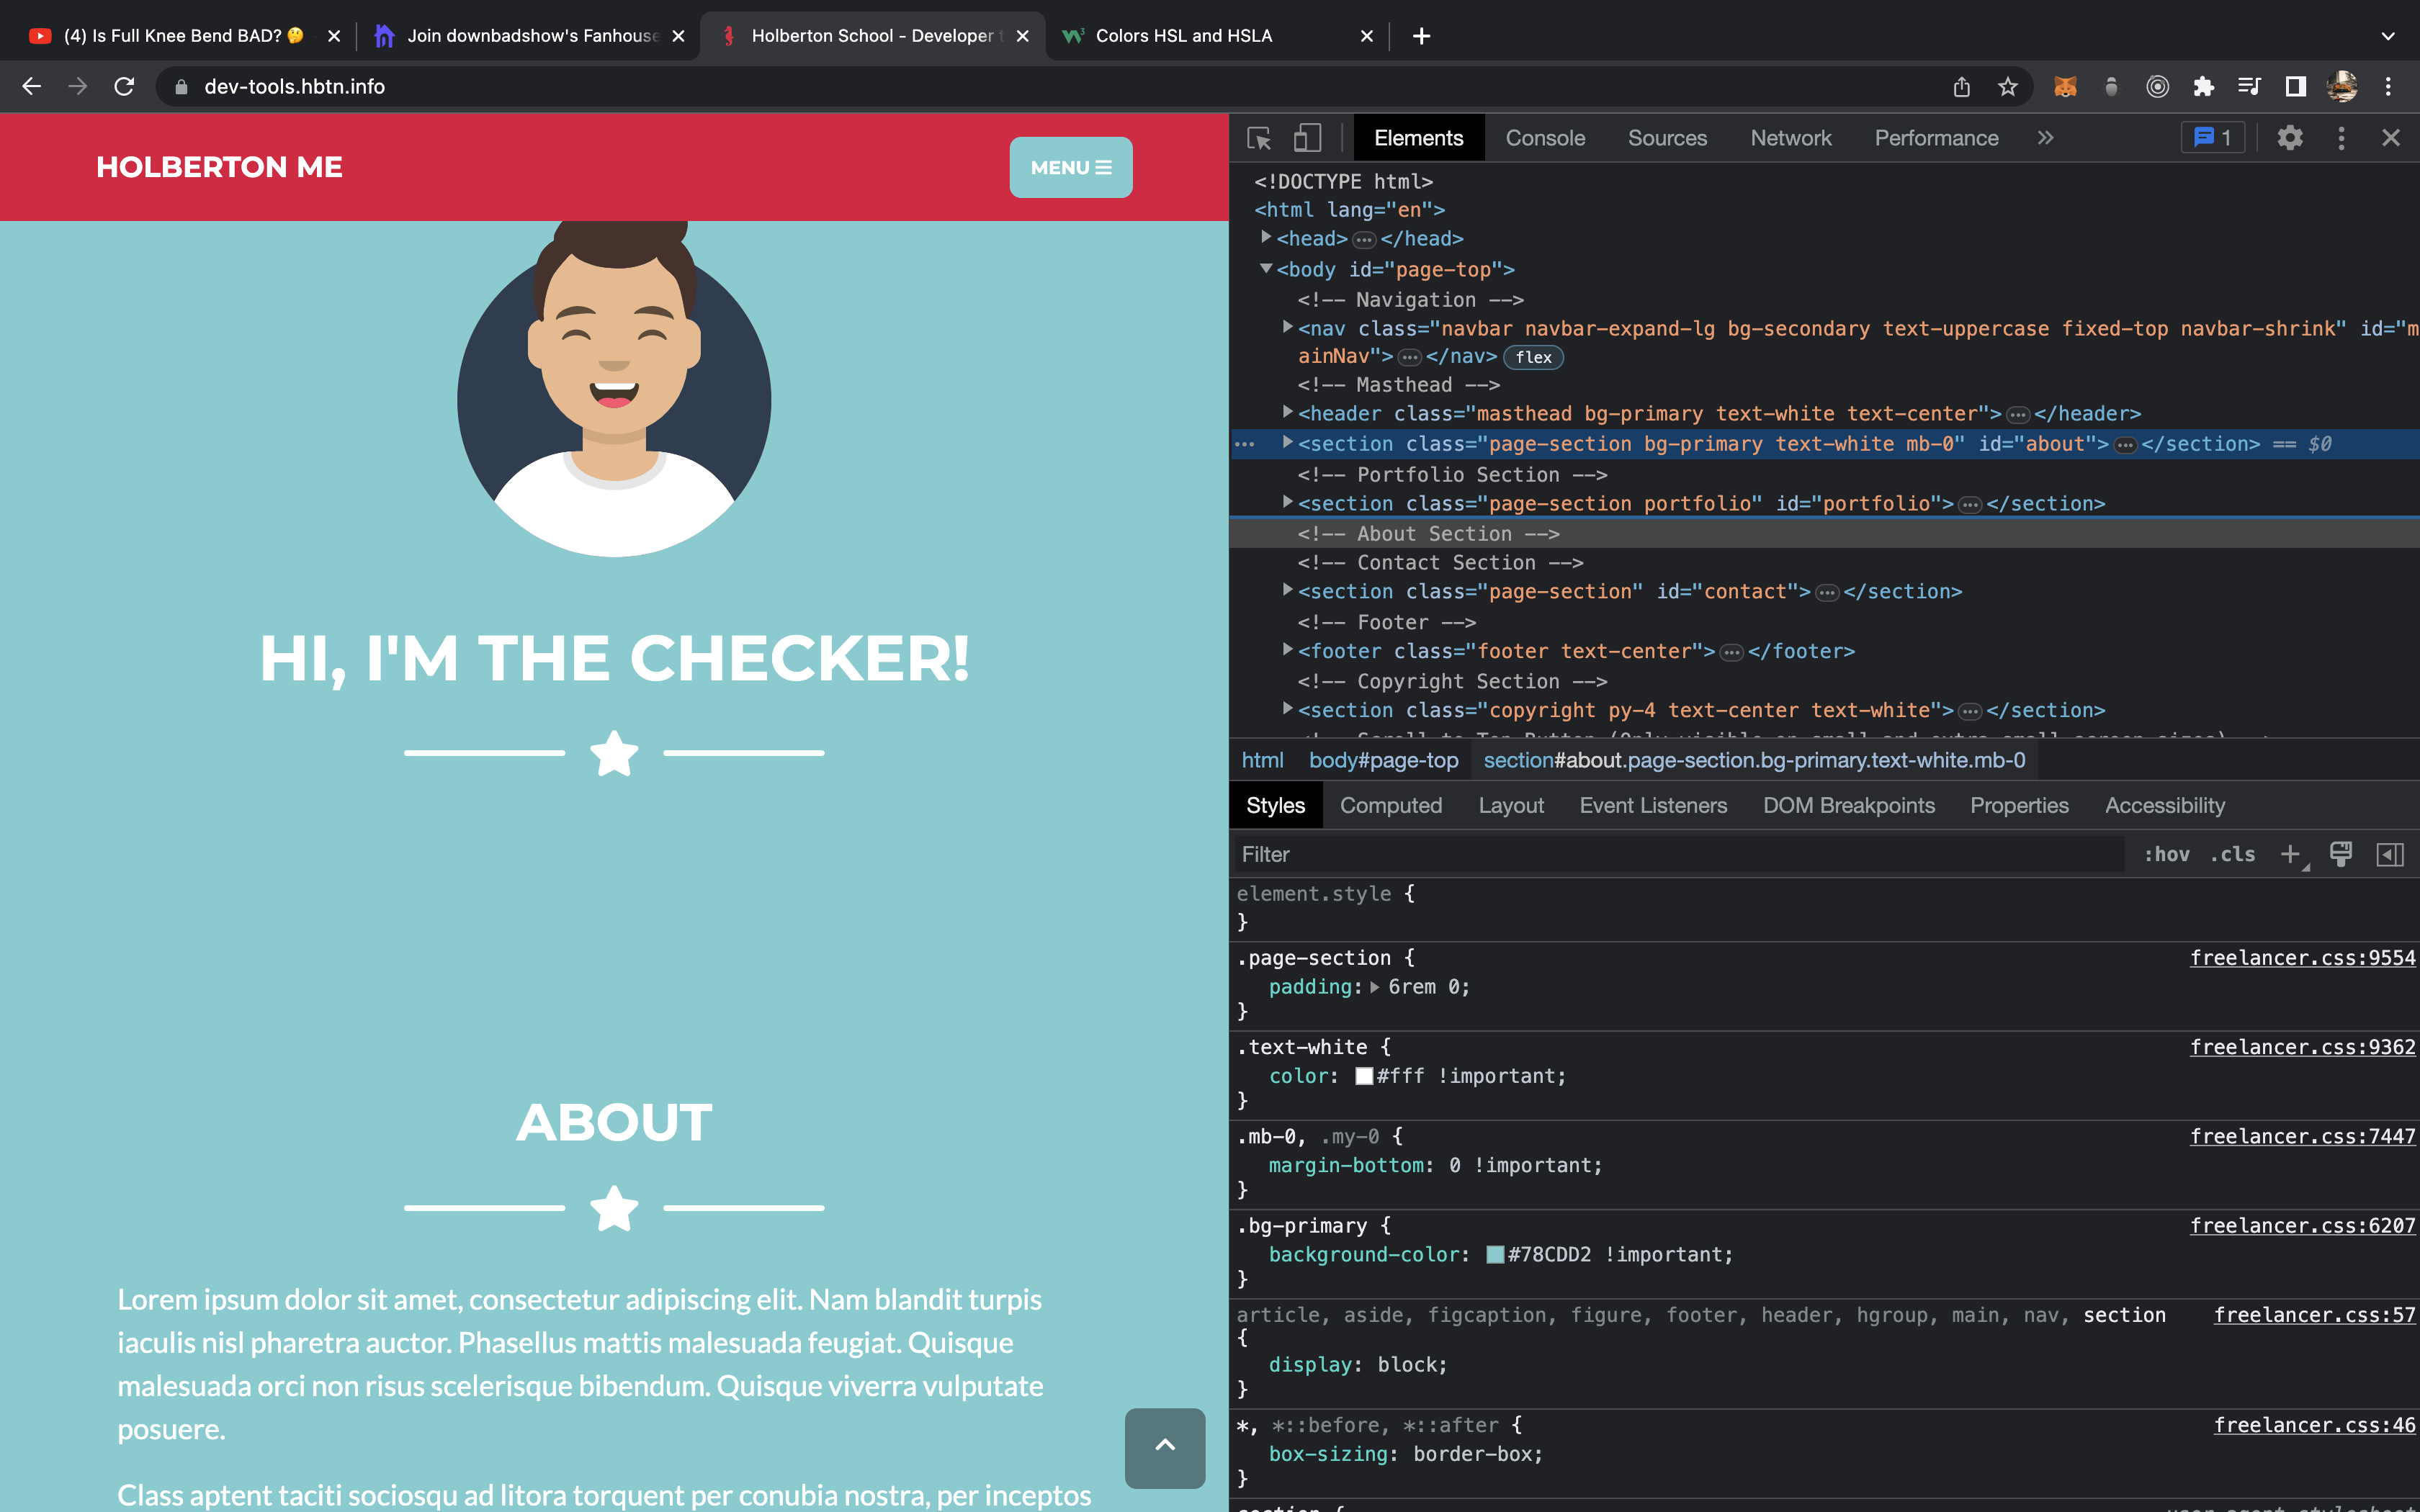 (4) Is Full Knee Bend BAD? 🤔
Join downbadshow's Fanhouse
Holberton School - Developer t
Colors HSL and HSLA
dev-tools.hbtn.info
HOLBERTON ME
MENU
HI, I'M THE CHECKER!
ABOUT
Lorem ipsum dolor sit amet, consectetur adipiscing elit. Nam blandit turpis
iaculis nisl pharetra auctor. Phasellus mattis malesuada feugiat. Quisque
malesuada orci non risus scelerisque bibendum. Quisque viverra vulputate
posuere.
Class aptent taciti sociosqu ad litora torquent per conubia nostra, per inceptos
Elements Console Sources Network Performance 1
<!DOCTYPE html>
<html lang="en">
<head>…</head>
<body id="page-top">
<!-- Navigation -->
<nav class="navbar navbar-expand-lg bg-secondary text-uppercase fixed-top navbar-shrink" id="m
ainNav">…</nav> flex
<!-- Masthead -->
<header class="masthead bg-primary text-white text-center">…</header>
<section class="page-section bg-primary text-white mb-0" id="about">…</section> == $0
<!-- Portfolio Section -->
<section class="page-section portfolio" id="portfolio">…</section>
<!-- About Section -->
<!-- Contact Section -->
<section class="page-section" id="contact">…</section>
<!-- Footer -->
<footer class="footer text-center">…</footer>
<!-- Copyright Section -->
<section class="copyright py-4 text-center text-white">…</section>
html body#page-top section#about.page-section.bg-primary.text-white.mb-0
Styles Computed Layout Event Listeners DOM Breakpoints Properties Accessibility
Filter :hov .cls
element.style {
}
.page-section { freelancer.css:9554
padding: 6rem 0;
}
.text-white { freelancer.css:9362
color: #fff !important;
}
.mb-0, .my-0 { freelancer.css:7447
margin-bottom: 0 !important;
}
.bg-primary { freelancer.css:6207
background-color: #78CDD2 !important;
}
article, aside, figcaption, figure, footer, header, hgroup, main, nav, section freelancer.css:57
{
display: block;
}
*, *::before, *::after { freelancer.css:46
box-sizing: border-box;
}